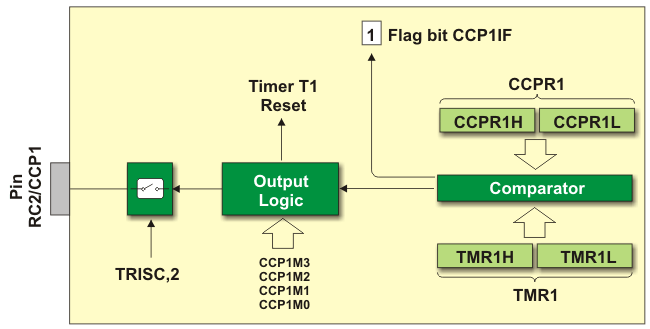 1 Flag bit CCP1IF
Timer T1
Reset
CCPR1
CCPR1H CCPR1L
Pin
RC2/CCP1
Output
Logic
Comparator
TRISC,2
CCP1M3
CCP1M2
CCP1M1
CCP1M0
TMR1H TMR1L
TMR1